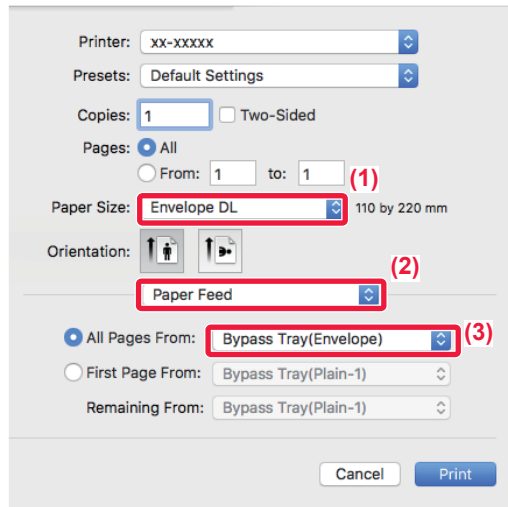 Printer: xx-xxxxx
Presets: Default Settings
Copies: 1 Two-Sided
Pages: All
From: 1 to: 1
(1)
Paper Size: Envelope DL 110 by 220 mm
Orientation:
(2)
Paper Feed
All Pages From: Bypass Tray(Envelope) (3)
First Page From: Bypass Tray(Plain-1)
Remaining From: Bypass Tray(Plain-1)
Cancel Print